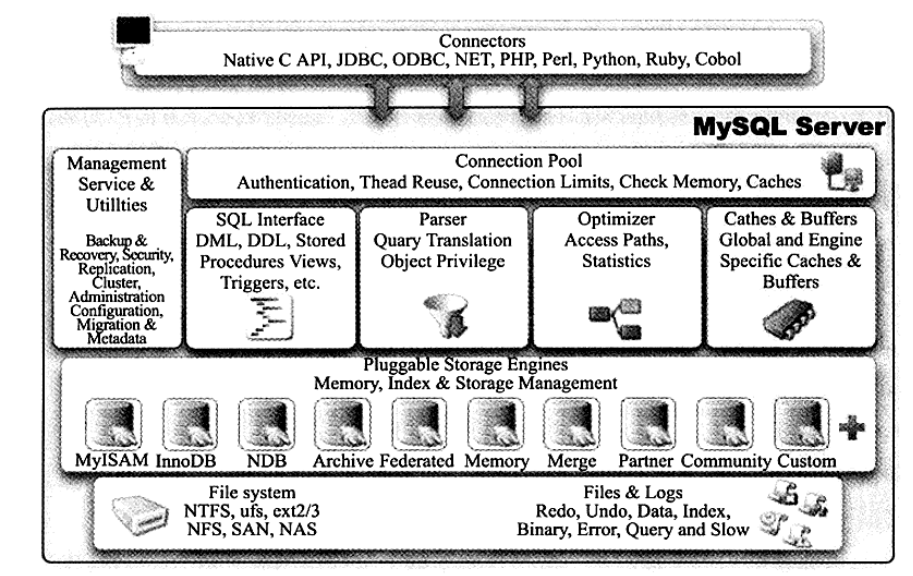 Connectors
Native C API, JDBC, ODBC, NET, PHP, Perl, Python, Ruby, Cobol
MySQL Server
Management
Service &
Utillties
Backup &
Recovery, Security,
Replication,
Cluster,
Administration
Configuration,
Migration &
Metadata
Connection Pool
Authentication, Thead Reuse, Connection Limits, Check Memory, Caches
SQL Interface
DML, DDL, Stored
Procedures Views,
Triggers, etc.
Parser
Quary Translation
Object Privilege
Optimizer
Access Paths,
Statistics
Cathes & Buffers
Global and Engine
Specific Caches &
Buffers
Pluggable Storage Engines
Memory, Index & Storage Management
MyISAM InnoDB NDB Archive Federated Memory Merge Partner Community Custom
File system
NTFS, ufs, ext2/3
NFS, SAN, NAS
Files & Logs
Redo, Undo, Data, Index,
Binary, Error, Query and Slow